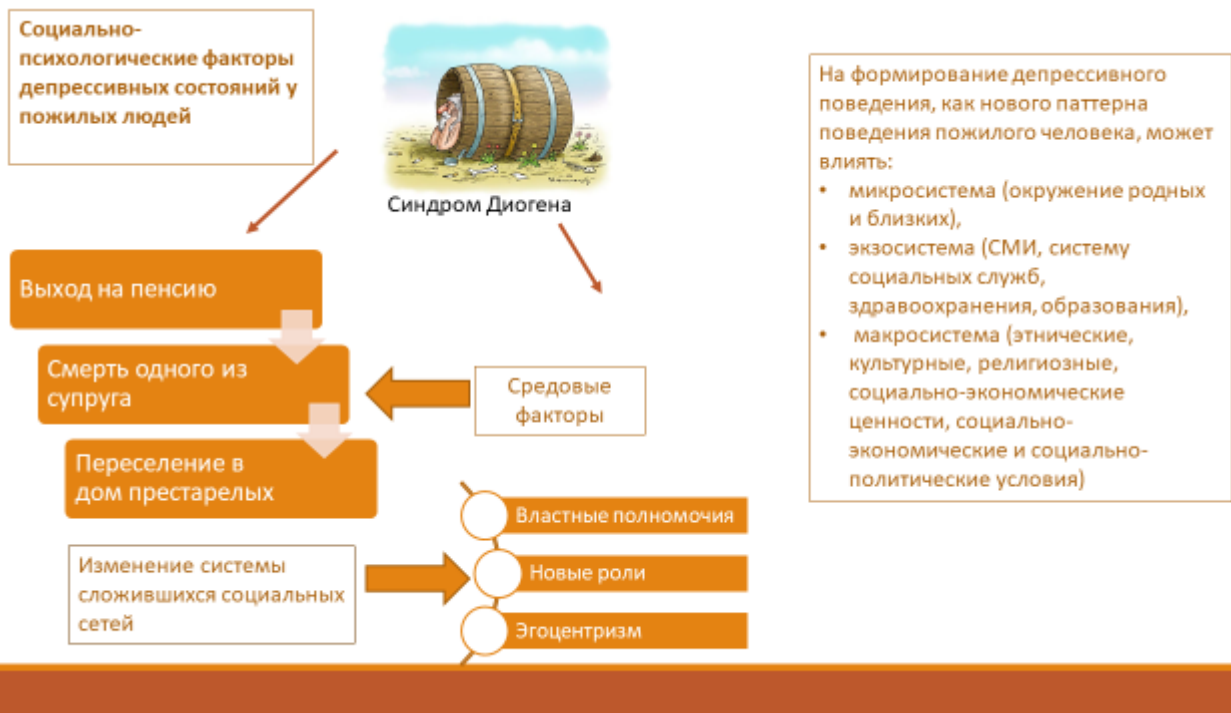 Социально-
психологические факторы
депрессивных состояний у
пожилых людей
Синдром Диогена
Выход на пенсию
Смерть одного из
супруга
Переселение в
дом престарелых
Средовые
факторы
Изменение системы
сложившихся социальных
сетей
Властные полномочия
Новые роли
Эгоцентризм
На формирование депрессивного
поведения, как нового паттерна
поведения пожилого человека, может
влиять:
• микросистема (окружение родных
и близких),
• экзосистема (СМИ, систему
социальных служб,
здравоохранения, образования),
• макросистема (этнические,
культурные, религиозные,
социально-экономические
ценности, социально-
экономические и социально-
политические условия)